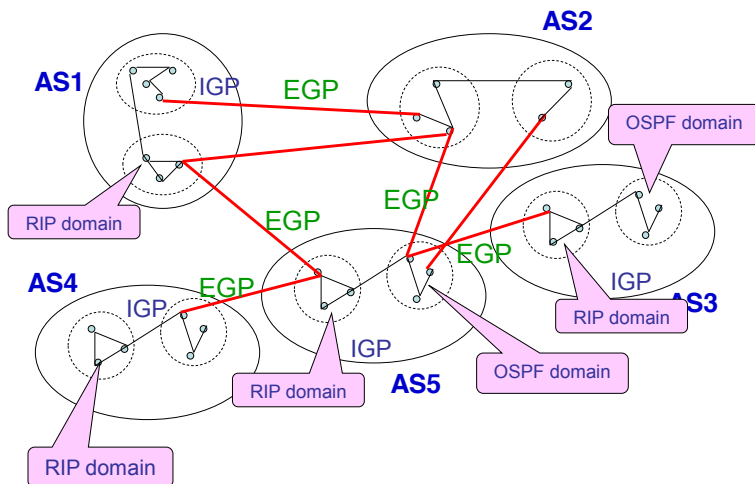 AS2
AS1
IGP
EGP
OSPF domain
RIP domain
EGP
EGP
EGP
AS4
IGP
EGP
IGP
AS3
RIP domain
IGP
RIP domain
OSPF domain
AS5
RIP domain